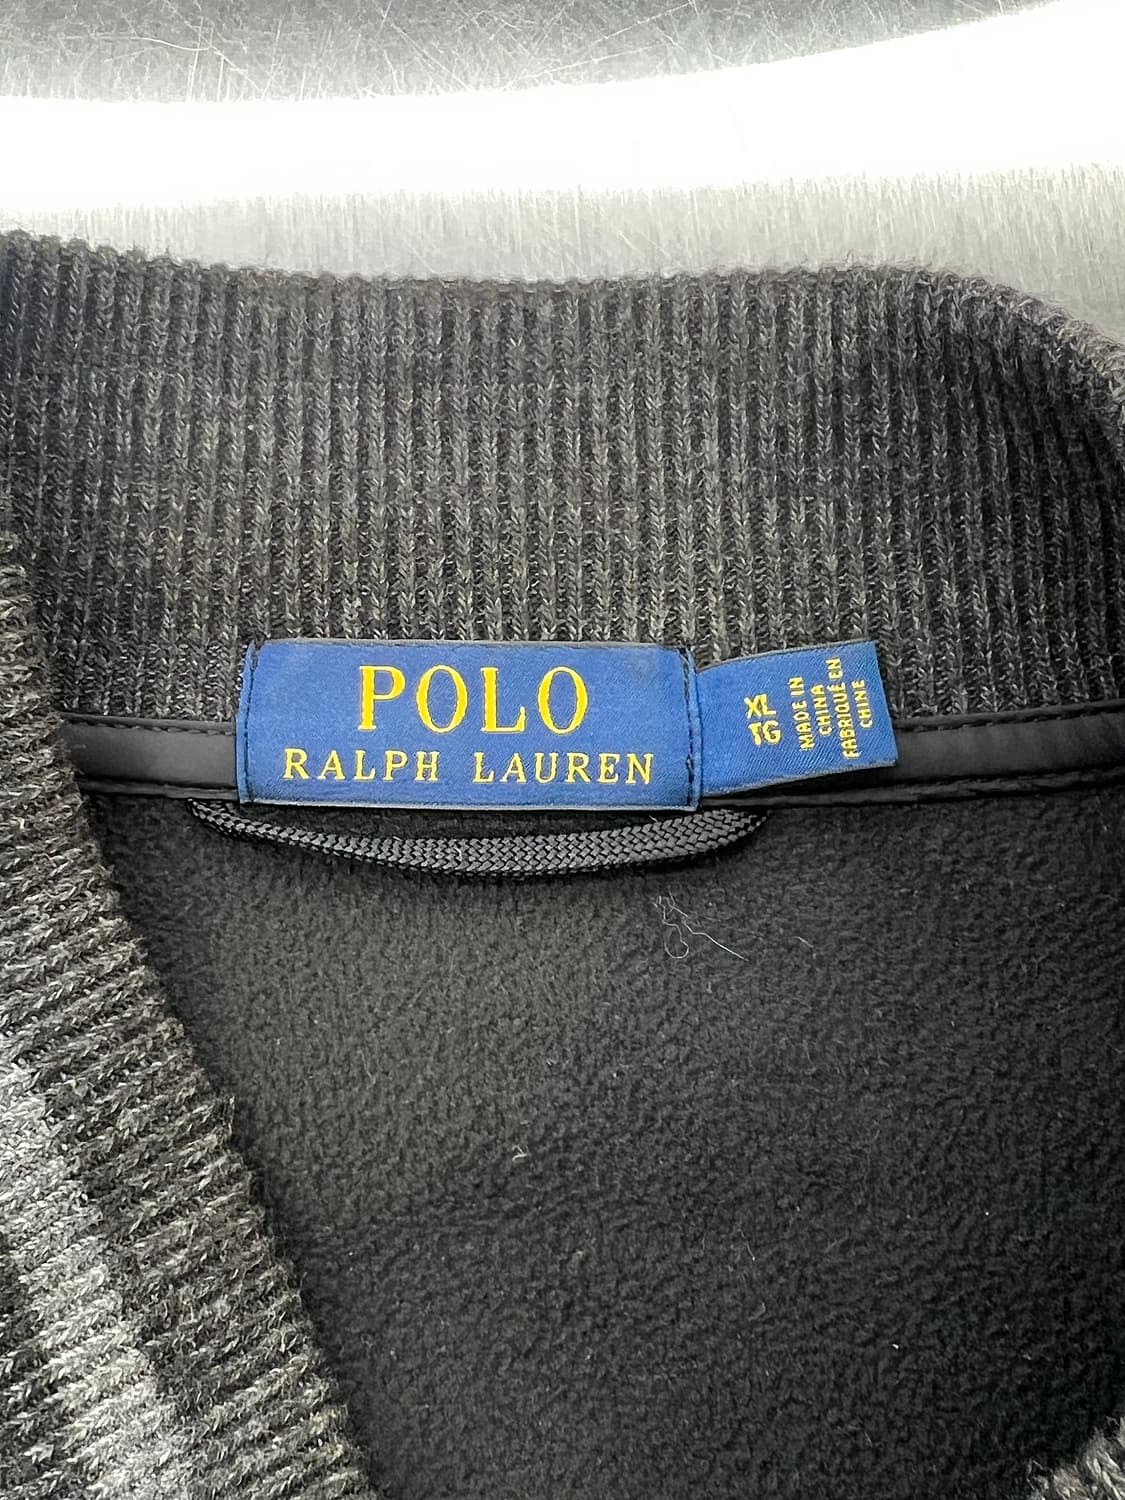 POLO
RALPH LAUREN
XL
TG
MADE IN
CHINA
FABRIQUÉ EN
CHINE